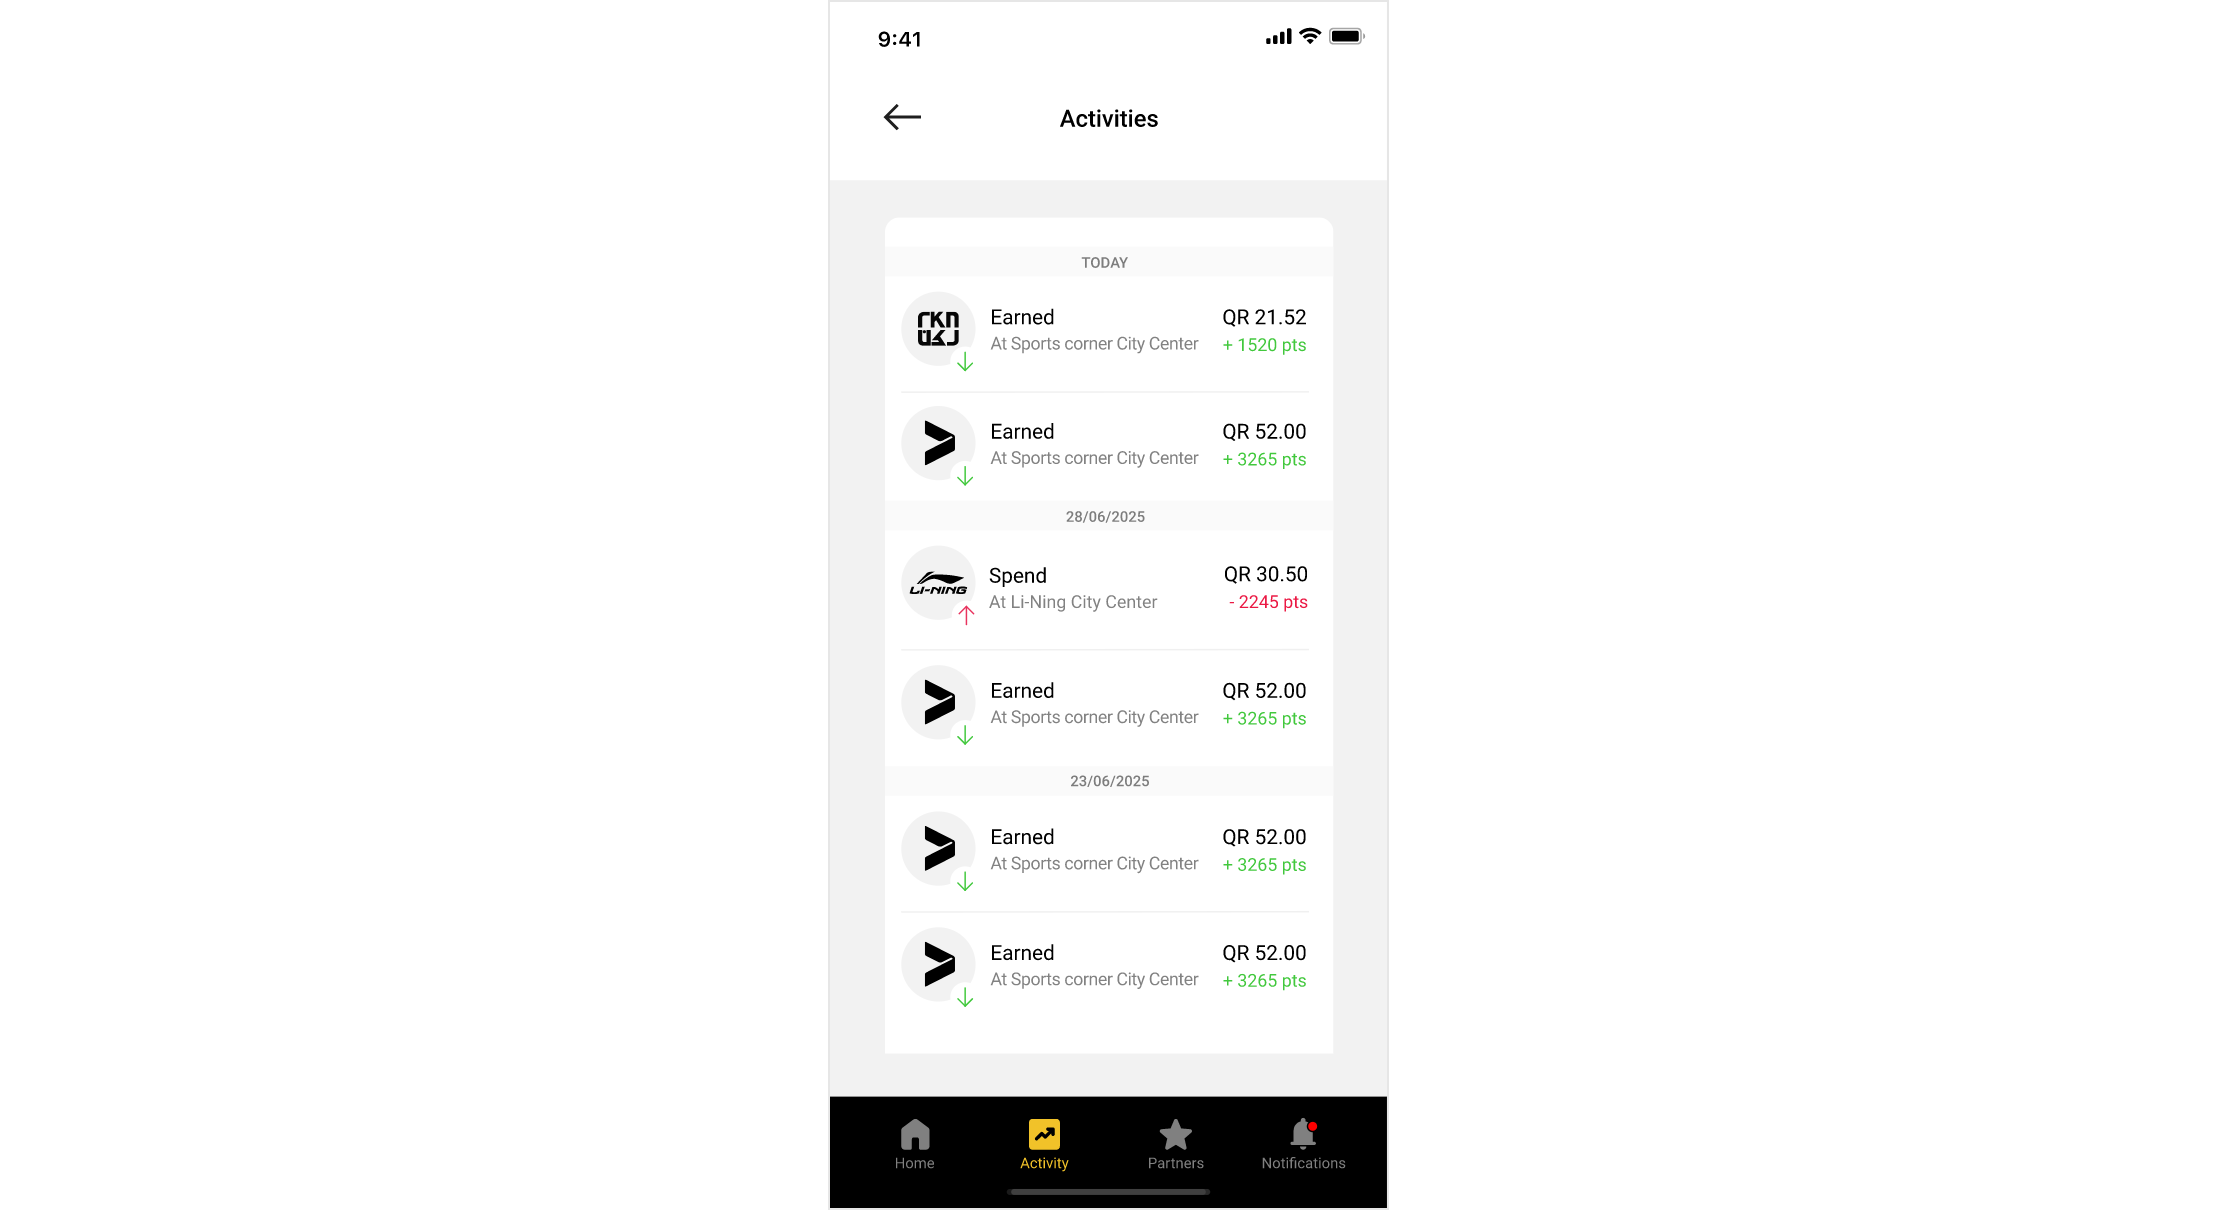 9:41
Activities
TODAY
Earned QR 21.52
At Sports corner City Center + 1520 pts
Earned QR 52.00
At Sports corner City Center + 3265 pts
28/06/2025
Spend QR 30.50
LI-NING
At Li-Ning City Center - 2245 pts
Earned QR 52.00
At Sports corner City Center + 3265 pts
23/06/2025
Earned QR 52.00
At Sports corner City Center + 3265 pts
Earned QR 52.00
At Sports corner City Center + 3265 pts
Home Activity Partners Notifications